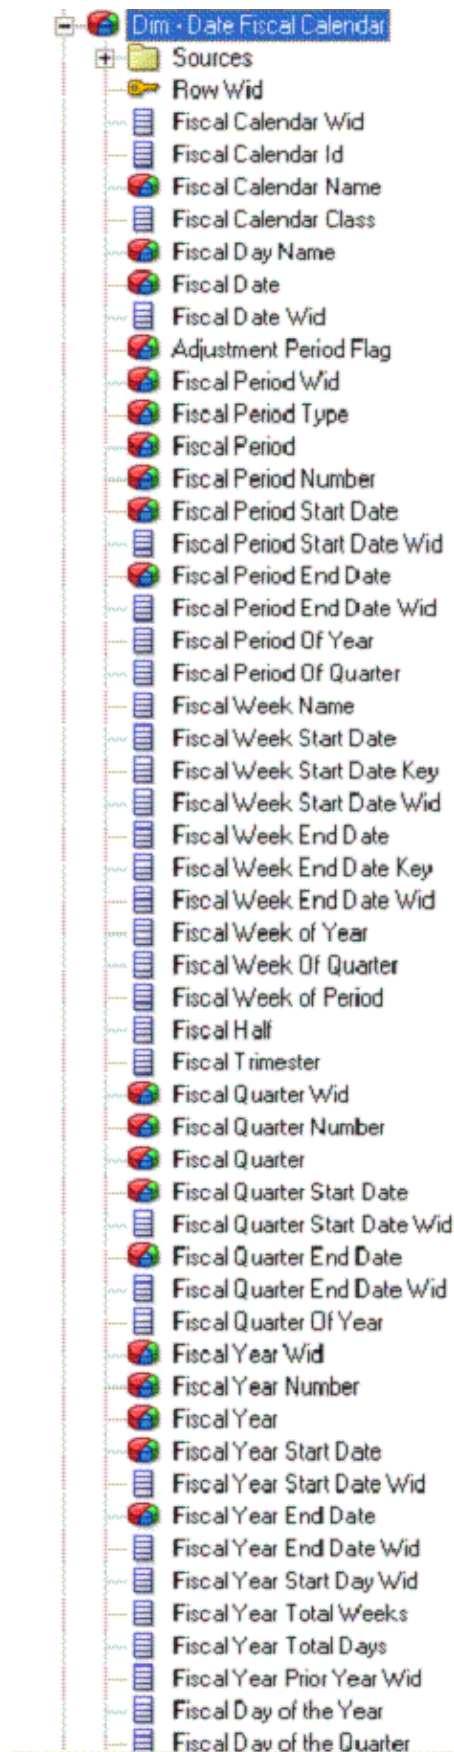 Dim - Date Fiscal Calendar
Sources
Row Wid
Fiscal Calendar Wid
Fiscal Calendar Id
Fiscal Calendar Name
Fiscal Calendar Class
Fiscal Day Name
Fiscal Date
Fiscal Date Wid
Adjustment Period Flag
Fiscal Period Wid
Fiscal Period Type
Fiscal Period
Fiscal Period Number
Fiscal Period Start Date
Fiscal Period Start Date Wid
Fiscal Period End Date
Fiscal Period End Date Wid
Fiscal Period Of Year
Fiscal Period Of Quarter
Fiscal Week Name
Fiscal Week Start Date
Fiscal Week Start Date Key
Fiscal Week Start Date Wid
Fiscal Week End Date
Fiscal Week End Date Key
Fiscal Week End Date Wid
Fiscal Week of Year
Fiscal Week Of Quarter
Fiscal Week of Period
Fiscal Half
Fiscal Trimester
Fiscal Quarter Wid
Fiscal Quarter Number
Fiscal Quarter
Fiscal Quarter Start Date
Fiscal Quarter Start Date Wid
Fiscal Quarter End Date
Fiscal Quarter End Date Wid
Fiscal Quarter Of Year
Fiscal Year Wid
Fiscal Year Number
Fiscal Year
Fiscal Year Start Date
Fiscal Year Start Date Wid
Fiscal Year End Date
Fiscal Year End Date Wid
Fiscal Year Start Day Wid
Fiscal Year Total Weeks
Fiscal Year Total Days
Fiscal Year Prior Year Wid
Fiscal Day of the Year
Fiscal Day of the Quarter